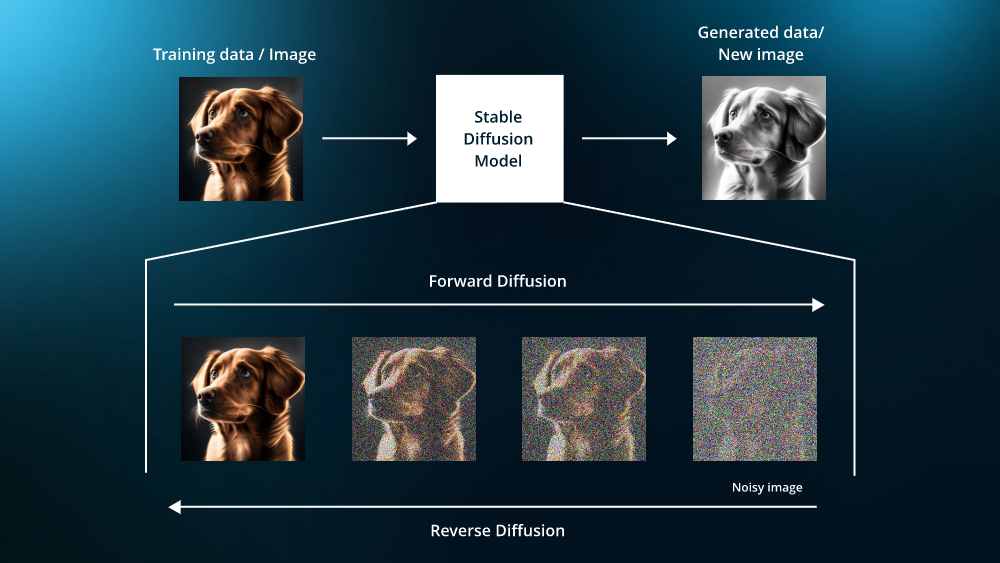 Training data / Image
Generated data/
New image
Stable
Diffusion
Model
Forward Diffusion
Noisy image
Reverse Diffusion